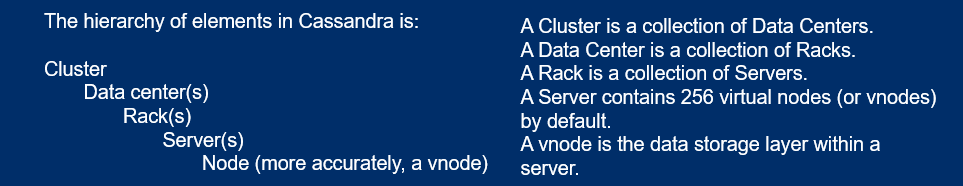 The hierarchy of elements in Cassandra is:
Cluster
Data center(s)
Rack(s)
Server(s)
Node (more accurately, a vnode)
A Cluster is a collection of Data Centers.
A Data Center is a collection of Racks.
A Rack is a collection of Servers.
A Server contains 256 virtual nodes (or vnodes)
by default.
A vnode is the data storage layer within a
server.